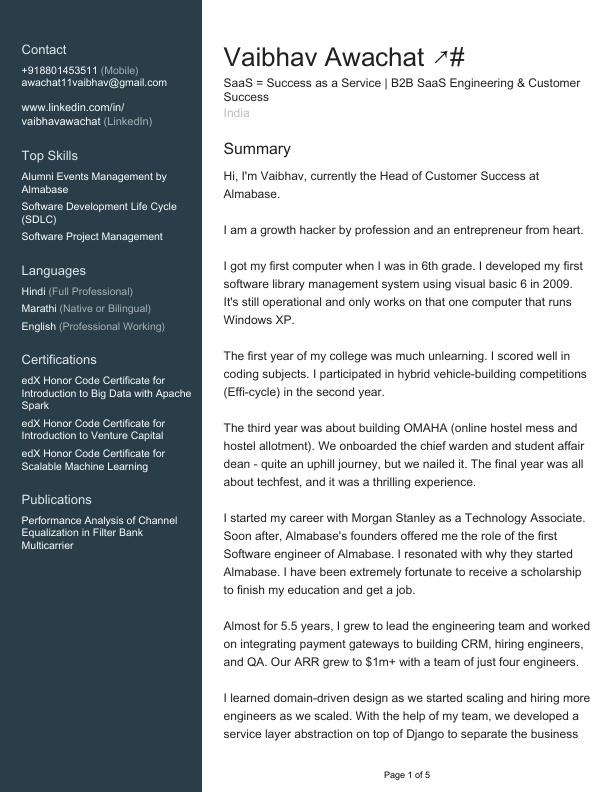 Contact
+918801453511 (Mobile)
awachat11vaibhav@gmail.com
www.linkedin.com/in/
vaibhavawachat (LinkedIn)
Top Skills
Alumni Events Management by
Almabase
Software Development Life Cycle
(SDLC)
Software Project Management
Languages
Hindi (Full Professional)
Marathi (Native or Bilingual)
English (Professional Working)
Certifications
edX Honor Code Certificate for
Introduction to Big Data with Apache
Spark
edX Honor Code Certificate for
Introduction to Venture Capital
edX Honor Code Certificate for
Scalable Machine Learning
Publications
Performance Analysis of Channel
Equalization in Filter Bank
Multicarrier
Vaibhav Awachat ↗#
SaaS = Success as a Service | B2B SaaS Engineering & Customer
Success
India
Summary
Hi, I'm Vaibhav, currently the Head of Customer Success at
Almabase.
I am a growth hacker by profession and an entrepreneur from heart.
I got my first computer when I was in 6th grade. I developed my first
software library management system using visual basic 6 in 2009.
It's still operational and only works on that one computer that runs
Windows XP.
The first year of my college was much unlearning. I scored well in
coding subjects. I participated in hybrid vehicle-building competitions
(Effi-cycle) in the second year.
The third year was about building OMAHA (online hostel mess and
hostel allotment). We onboarded the chief warden and student affair
dean - quite an uphill journey, but we nailed it. The final year was all
about techfest, and it was a thrilling experience.
I started my career with Morgan Stanley as a Technology Associate.
Soon after, Almabase's founders offered me the role of the first
Software engineer of Almabase. I resonated with why they started
Almabase. I have been extremely fortunate to receive a scholarship
to finish my education and get a job.
Almost for 5.5 years, I grew to lead the engineering team and worked
on integrating payment gateways to building CRM, hiring engineers,
and QA. Our ARR grew to $1m+ with a team of just four engineers.
I learned domain-driven design as we started scaling and hiring more
engineers as we scaled. With the help of my team, we developed a
service layer abstraction on top of Django to separate the business
Page 1 of 5